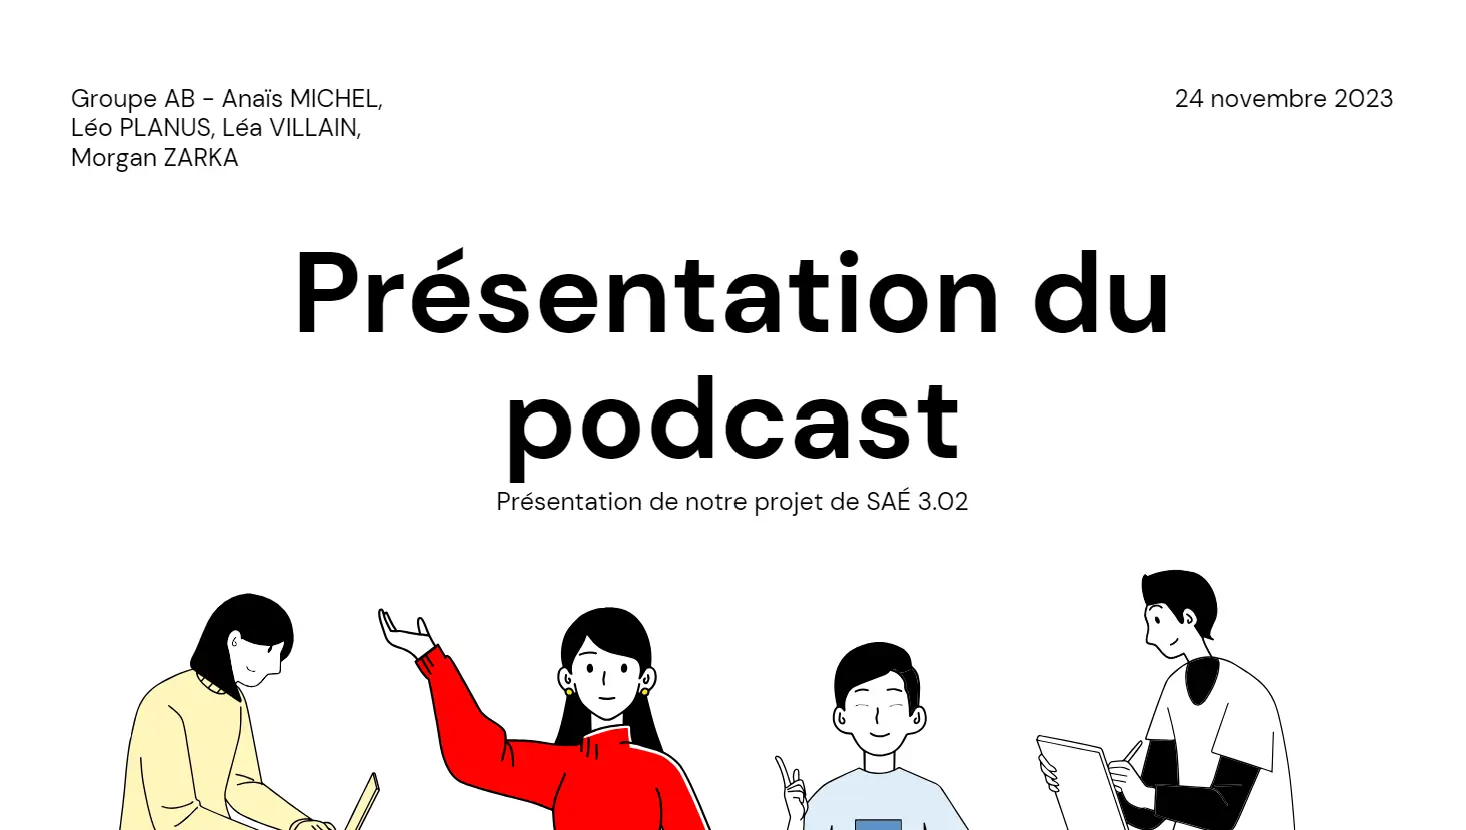 Groupe AB - Anaïs MICHEL,
Léo PLANUS, Léa VILLAIN,
Morgan ZARKA
24 novembre 2023
Présentation du
podcast
Présentation de notre projet de SAÉ 3.02